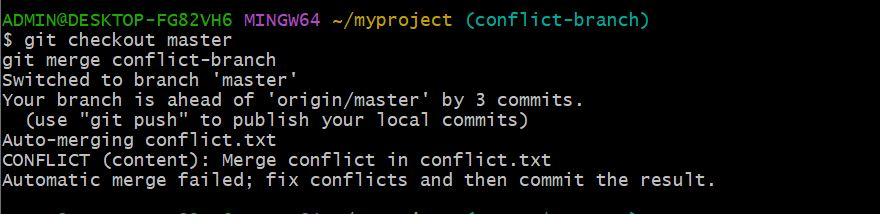 ADMIN@DESKTOP-FG82VH6 MINGW64 ~/myproject (conflict-branch)
$ git checkout master
git merge conflict-branch
Switched to branch 'master'
Your branch is ahead of 'origin/master' by 3 commits.
  (use "git push" to publish your local commits)
Auto-merging conflict.txt
CONFLICT (content): Merge conflict in conflict.txt
Automatic merge failed; fix conflicts and then commit the result.